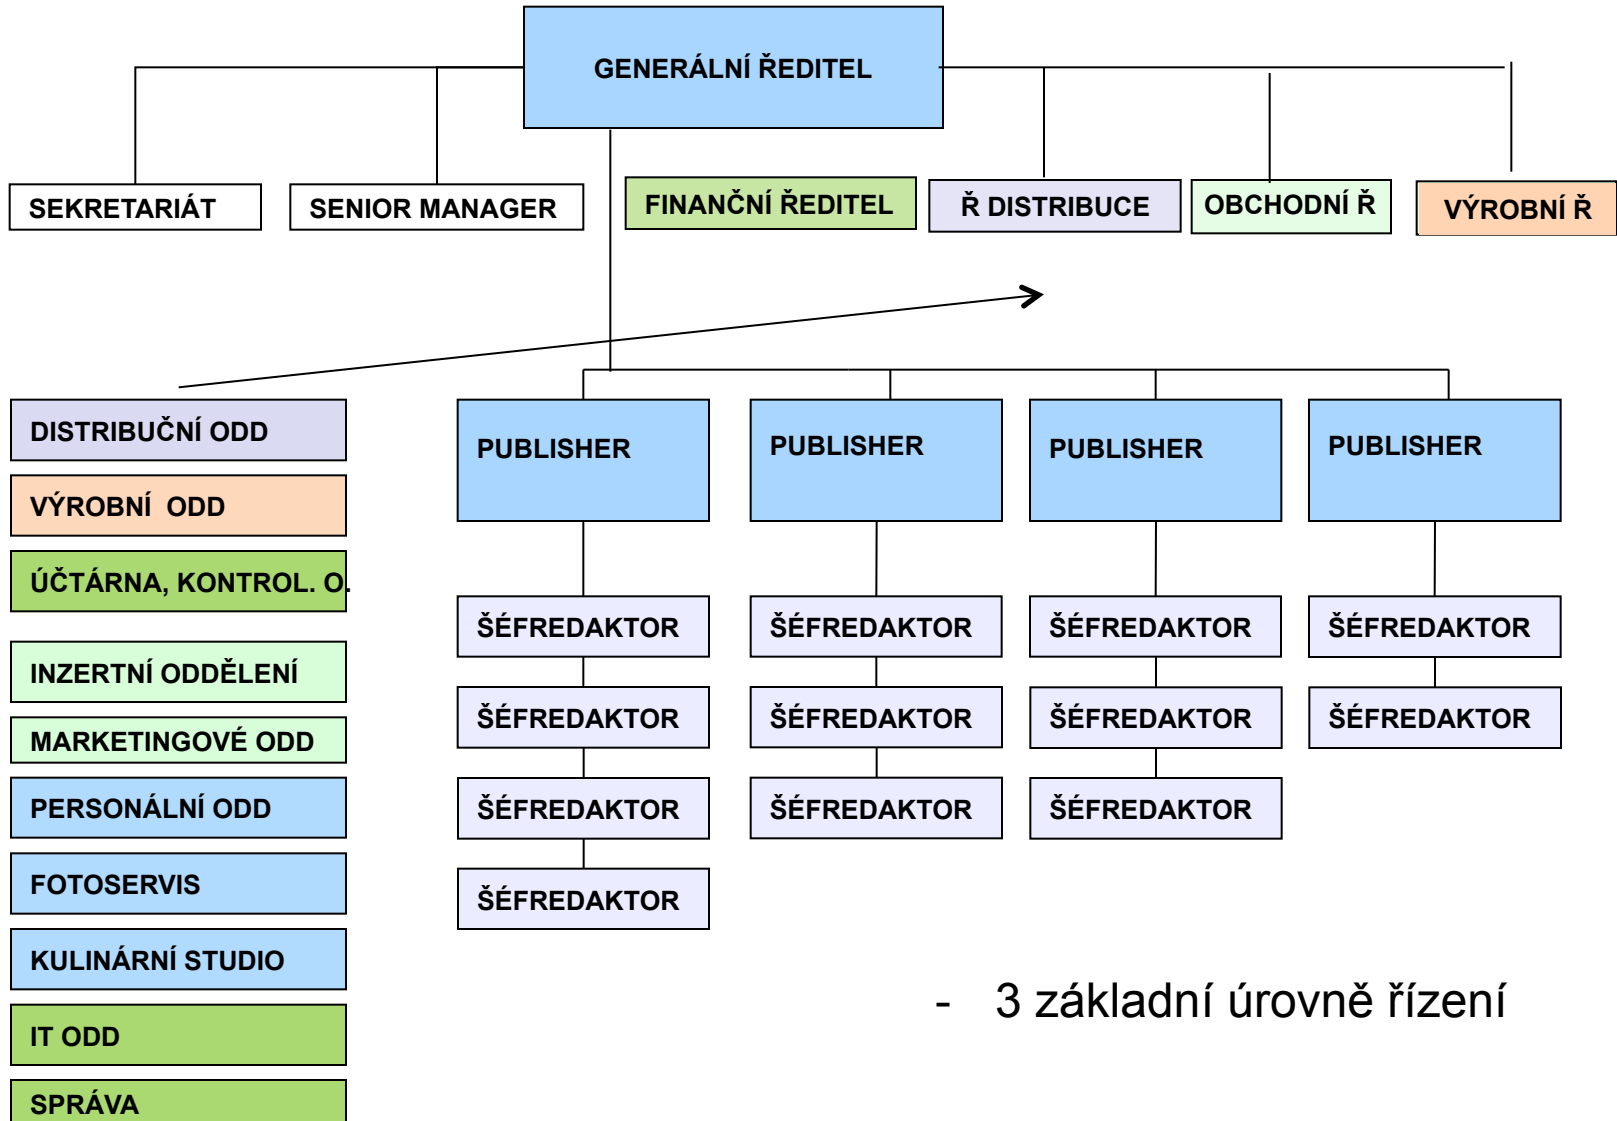 GENERÁLNÍ ŘEDITEL
SEKRETARIÁT
SENIOR MANAGER
FINANČNÍ ŘEDITEL
Ř DISTRIBUCE
OBCHODNÍ Ř
VÝROBNÍ Ř
DISTRIBUČNÍ ODD
VÝROBNÍ ODD
ÚČTÁRNA, KONTROL. O.
INZERTNÍ ODDĚLENÍ
MARKETINGOVÉ ODD
PERSONÁLNÍ ODD
FOTOSERVIS
KULINÁRNÍ STUDIO
IT ODD
SPRÁVA
PUBLISHER
ŠÉFREDAKTOR
ŠÉFREDAKTOR
ŠÉFREDAKTOR
ŠÉFREDAKTOR
PUBLISHER
ŠÉFREDAKTOR
ŠÉFREDAKTOR
ŠÉFREDAKTOR
PUBLISHER
ŠÉFREDAKTOR
ŠÉFREDAKTOR
ŠÉFREDAKTOR
PUBLISHER
ŠÉFREDAKTOR
ŠÉFREDAKTOR
- 3 základní úrovně řízení